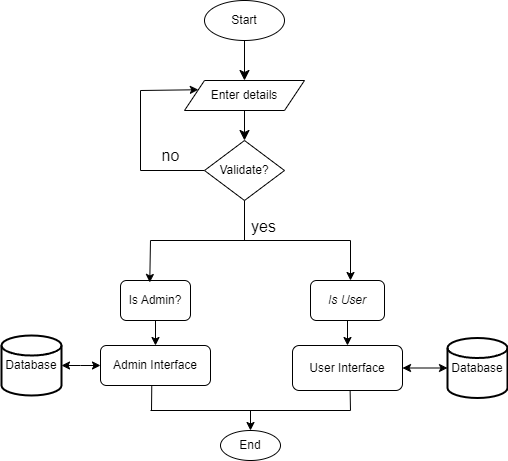 Start
Enter details
no
Validate?
yes
Is Admin?
Is User
Database
Admin Interface
User Interface
Database
End